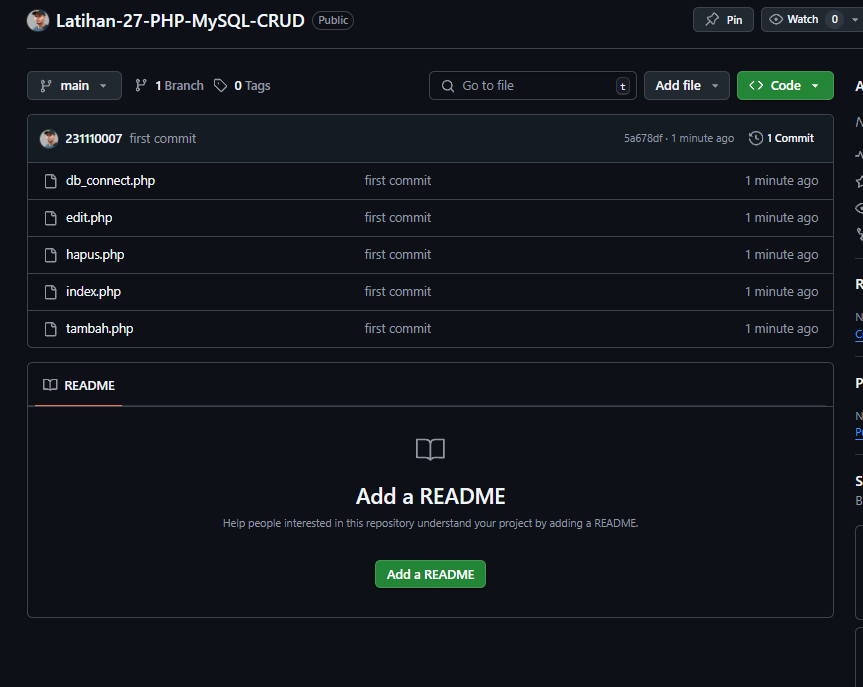 Latihan-27-PHP-MySQL-CRUD Public Pin Watch 0
main 1 Branch 0 Tags Go to file t Add file Code
231110007 first commit 5a678df · 1 minute ago 1 Commit
db_connect.php first commit 1 minute ago
edit.php first commit 1 minute ago
hapus.php first commit 1 minute ago
index.php first commit 1 minute ago
tambah.php first commit 1 minute ago
README
Add a README
Help people interested in this repository understand your project by adding a README.
Add a README